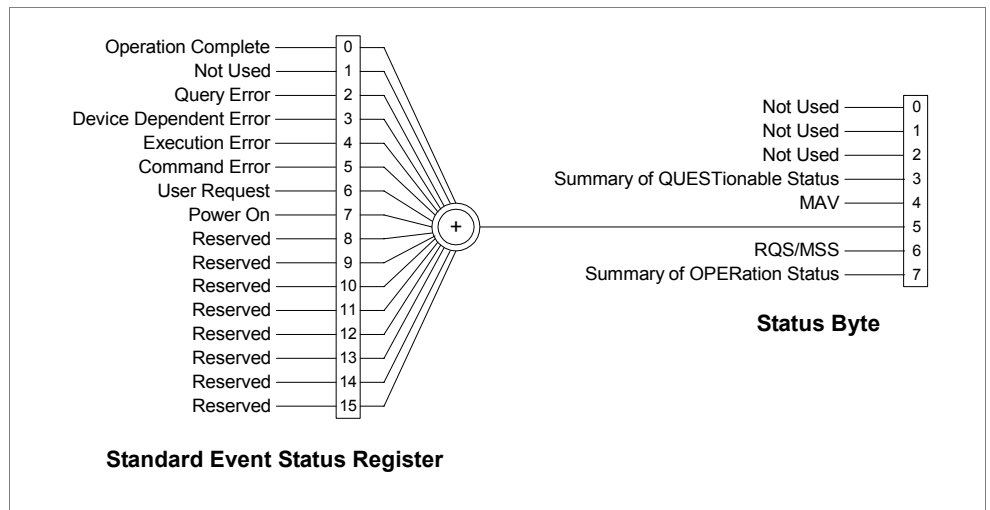 Operation Complete 0
Not Used 1
Query Error 2
Device Dependent Error 3
Execution Error 4
Command Error 5
User Request 6
Power On 7
Reserved 8
Reserved 9
Reserved 10
Reserved 11
Reserved 12
Reserved 13
Reserved 14
Reserved 15
Standard Event Status Register
+
Not Used 0
Not Used 1
Not Used 2
Summary of QUEStionable Status 3
MAV 4
5
RQS/MSS 6
Summary of OPERation Status 7
Status Byte